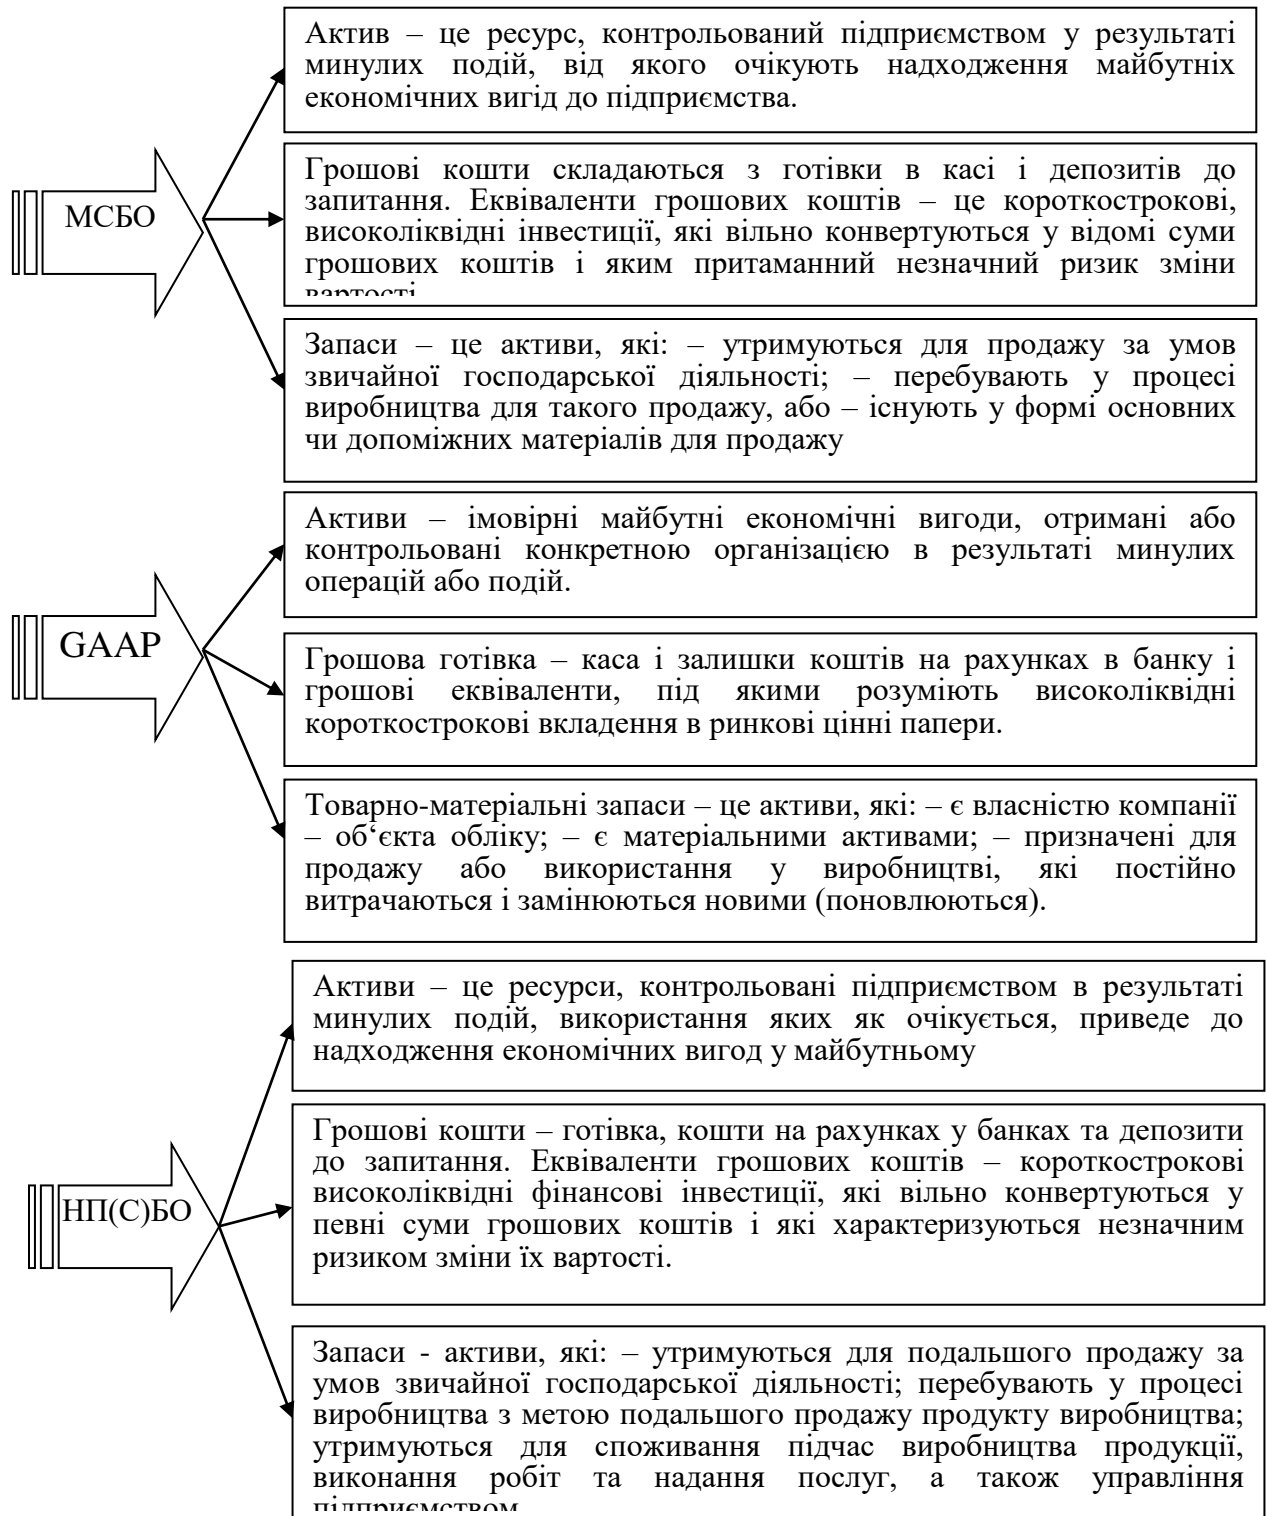 Актив – це ресурс, контрольований підприємством у результаті
минулих подій, від якого очікують надходження майбутніх
економічних вигід до підприємства.
МСБО
Грошові кошти складаються з готівки в касі і депозитів до
запитання. Еквіваленти грошових коштів – це короткострокові,
високоліквідні інвестиції, які вільно конвертуються у відомі суми
грошових коштів і яким притаманний незначний ризик зміни
вартості
Запаси – це активи, які: – утримуються для продажу за умов
звичайної господарської діяльності; – перебувають у процесі
виробництва для такого продажу, або – існують у формі основних
чи допоміжних матеріалів для продажу
Активи – імовірні майбутні економічні вигоди, отримані або
контрольовані конкретною організацією в результаті минулих
операцій або подій.
GAAP
Грошова готівка – каса і залишки коштів на рахунках в банку і
грошові еквіваленти, під якими розуміють високоліквідні
короткострокові вкладення в ринкові цінні папери.
Товарно-матеріальні запаси – це активи, які: – є власністю компанії
– об‘єкта обліку; – є матеріальними активами; – призначені для
продажу або використання у виробництві, які постійно
витрачаються і замінюються новими (поновлюються).
Активи – це ресурси, контрольовані підприємством в результаті
минулих подій, використання яких як очікується, приведе до
надходження економічних вигод у майбутньому
НП(С)БО
Грошові кошти – готівка, кошти на рахунках у банках та депозити
до запитання. Еквіваленти грошових коштів – короткострокові
високоліквідні фінансові інвестиції, які вільно конвертуються у
певні суми грошових коштів і які характеризуються незначним
ризиком зміни їх вартості.
Запаси - активи, які: – утримуються для подальшого продажу за
умов звичайної господарської діяльності; перебувають у процесі
виробництва з метою подальшого продажу продукту виробництва;
утримуються для споживання підчас виробництва продукції,
виконання робіт та надання послуг, а також управління
підприємством